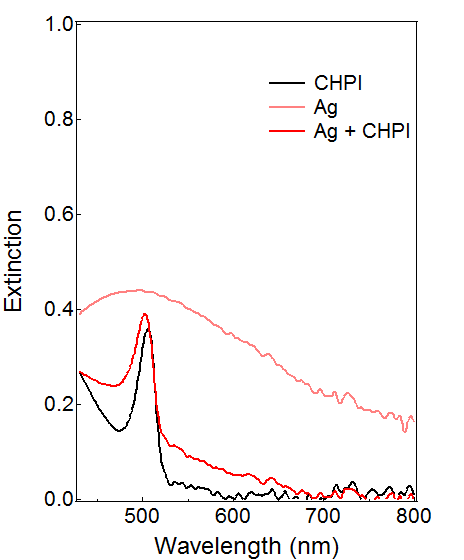 1.0
0.8
0.6
0.4
0.2
0.0
Extinction
CHPI
Ag
Ag + CHPI
500 600 700 800
Wavelength (nm)